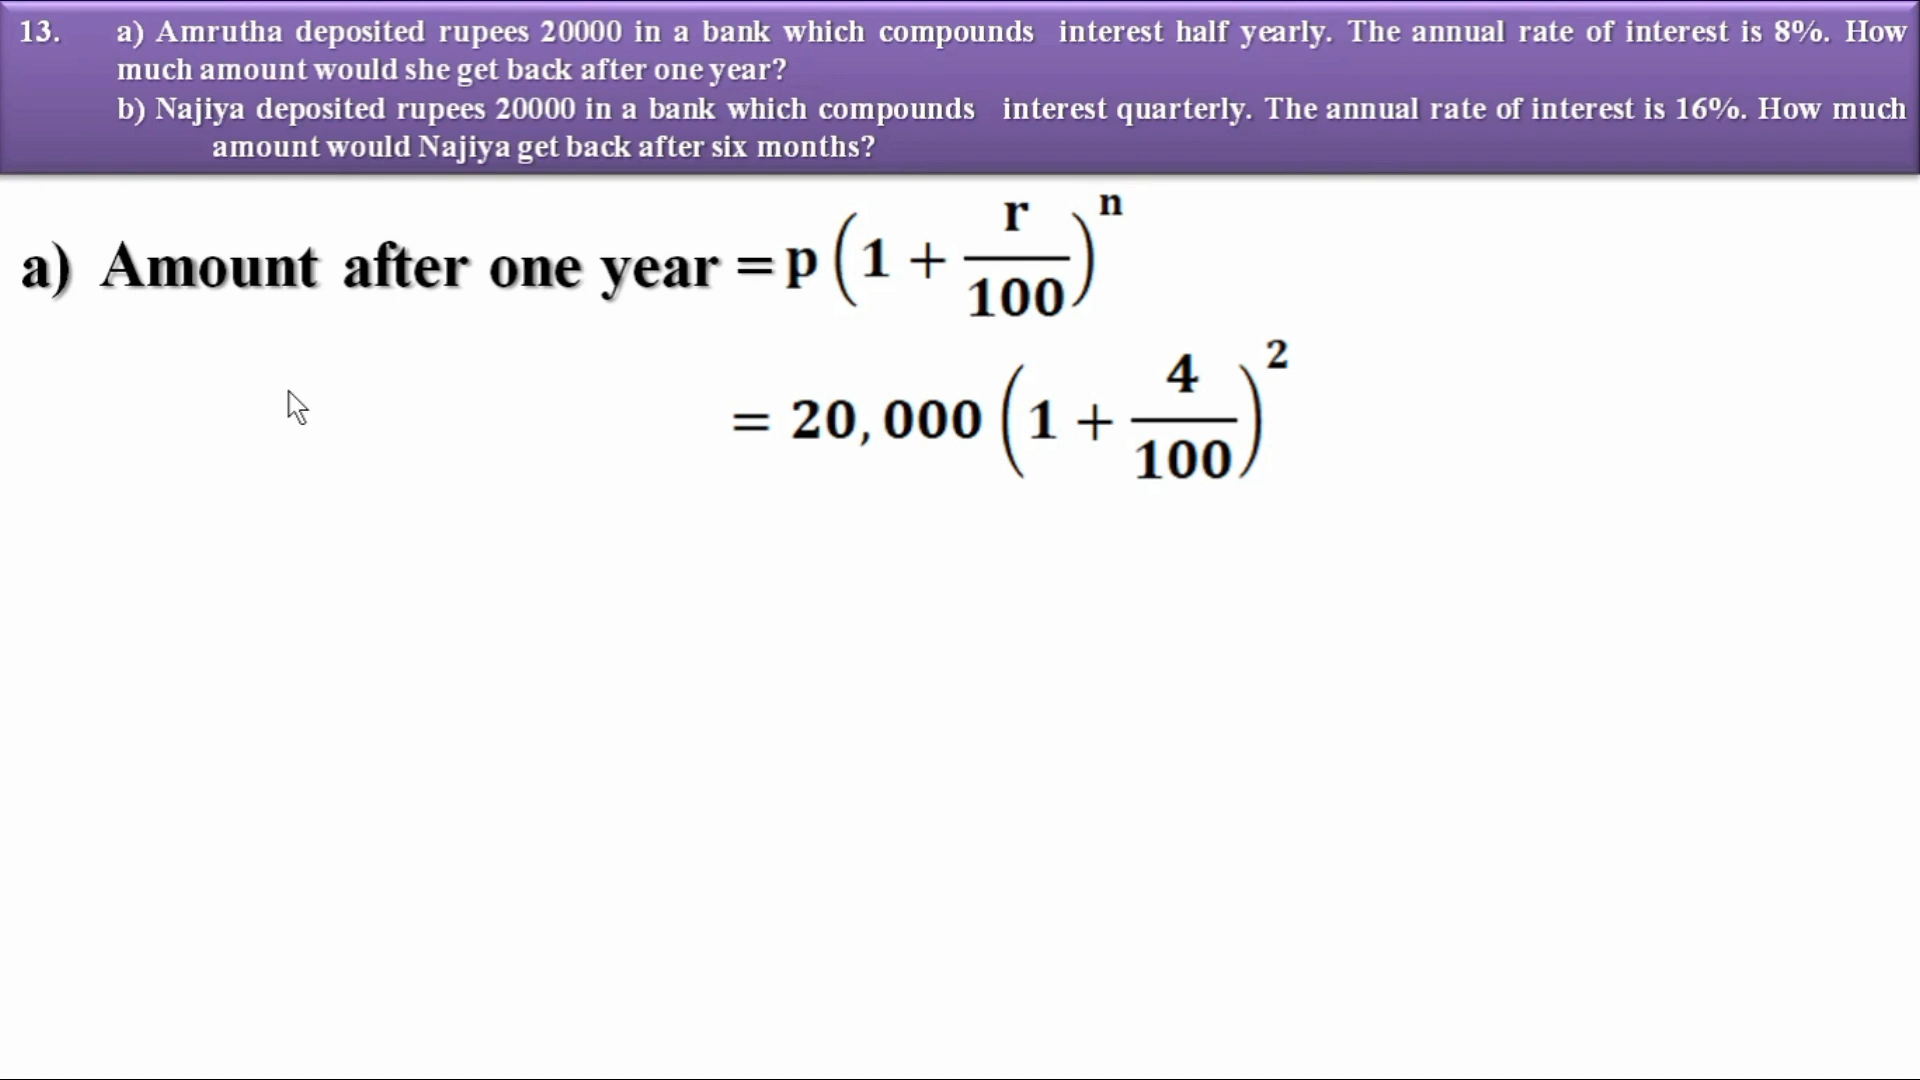 13. a) Amrutha deposited rupees 20000 in a bank which compounds interest half yearly. The annual rate of interest is 8%. How
much amount would she get back after one year?
b) Najiya deposited rupees 20000 in a bank which compounds interest quarterly. The annual rate of interest is 16%. How much
amount would Najiya get back after six months?
a) Amount after one year = p(1 + r/100)^n
= 20,000 (1 + 4/100)^2